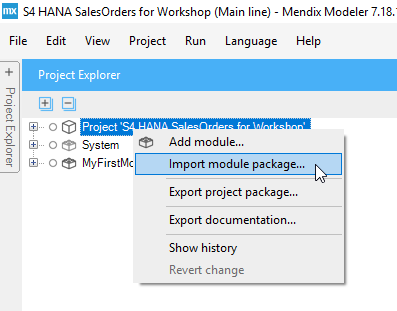 mx S4 HANA SalesOrders for Workshop (Main line) - Mendix Modeler 7.18.
File Edit View Project Run Language Help
Project Explorer
Project Explorer
Project 'S4 HANA SalesOrders for Workshop'
System
MyFirstMo
Add module...
Import module package...
Export project package...
Export documentation...
Show history
Revert change